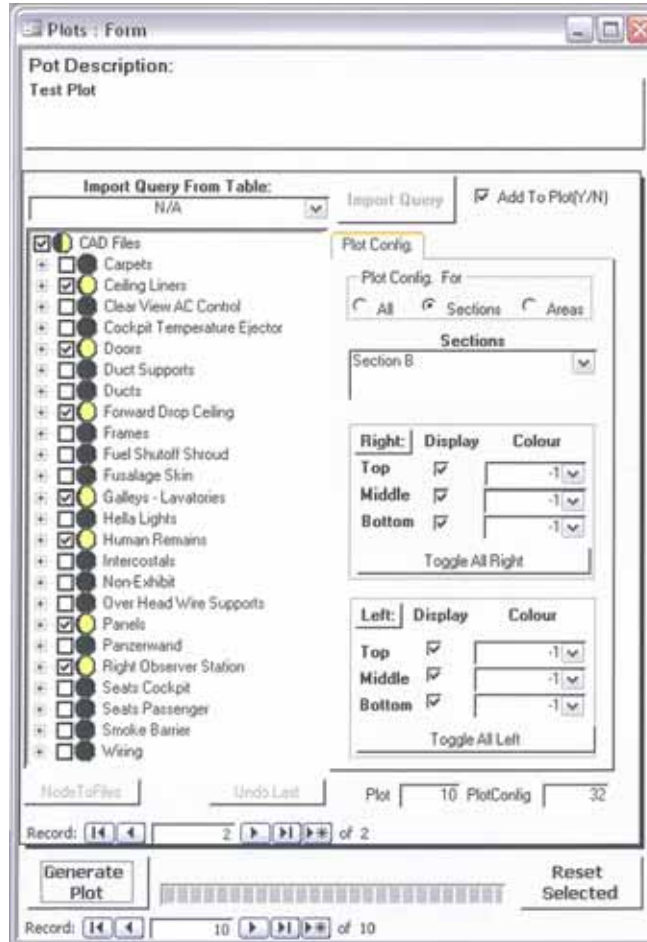 Plots : Form
Pot Description:
Test Plot
Import Query From Table:
N/A
Import Query
Add To Plot(Y/N)
CAD Files
Carpets
Ceiling Liners
Clear View AC Control
Cockpit Temperature Ejector
Doors
Duct Supports
Ducts
Forward Drop Ceiling
Frames
Fuel Shutoff Shroud
Fusalage Skin
Galleys - Lavatories
Hella Lights
Human Remains
Intercostals
Non-Exhibit
Over Head Wire Supports
Panels
Panzerwand
Right Observer Station
Seats Cockpit
Seats Passenger
Smoke Barrier
Wiring
Plot Config.
Plot Config. For
All Sections Areas
Sections
Section B
Right: Display Colour
Top -1
Middle -1
Bottom -1
Toggle All Right
Left: Display Colour
Top -1
Middle -1
Bottom -1
Toggle All Left
NodeToFiles Undo Last Plot 10 PlotConfig 32
Record: 2 of 2
Generate Plot
Reset Selected
Record: 10 of 10